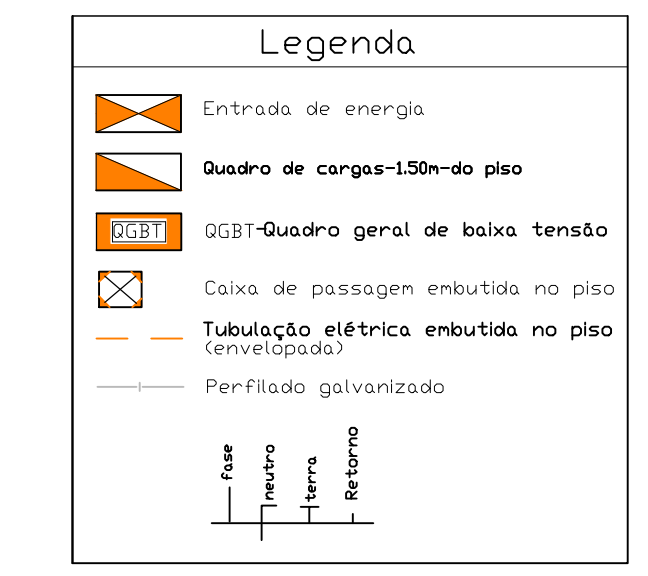 Legenda
Entrada de energia
Quadro de cargas-1.50m-do piso
QGBT
QGBT-Quadro geral de baixa tensão
Caixa de passagem embutida no piso
Tubulação elétrica embutida no piso
(envelopada)
Perfilado galvanizado
fase
neutro
terra
Retorno